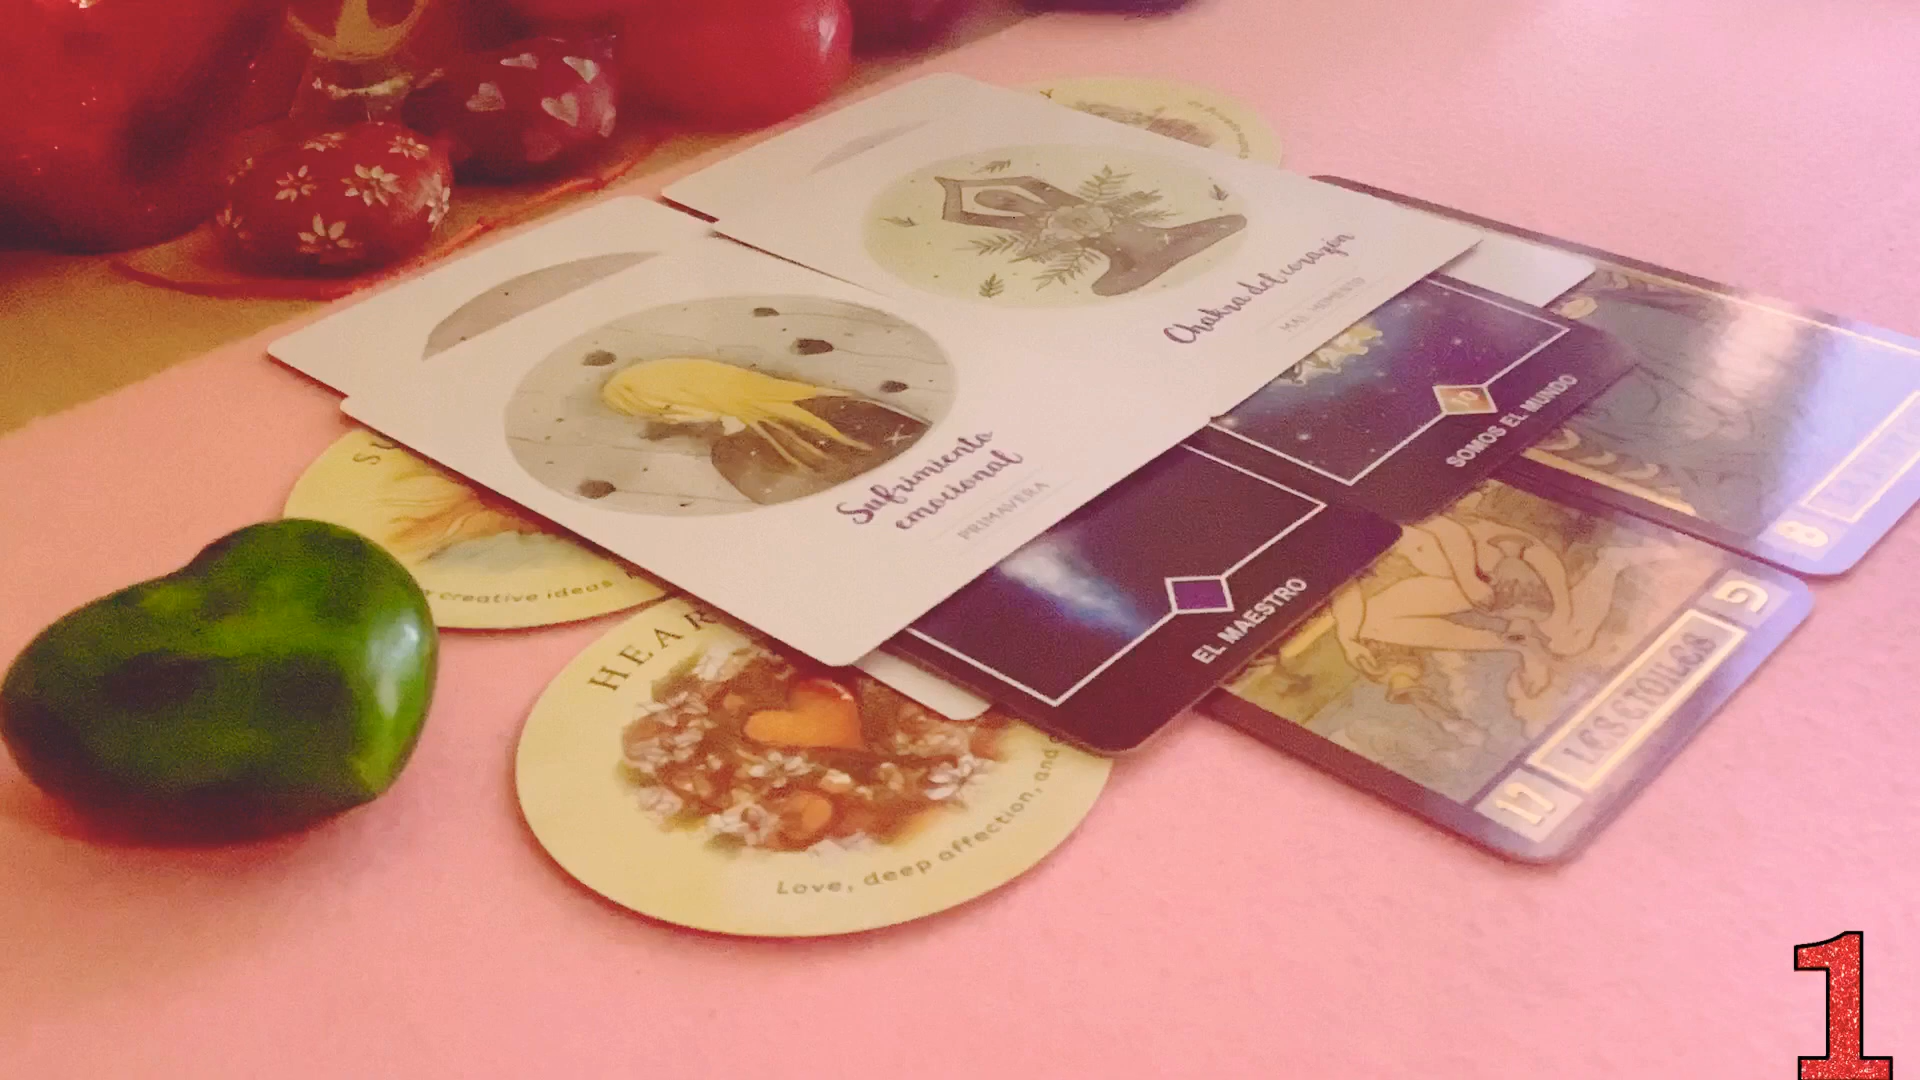 Chakra del corazón
Sufrimiento
emocional
PRIMAVERA
10
SOMOS EL MUNDO
EL MAESTRO
8
17
LES ETOILES
creative ideas
HEAR
Love, deep affection, and
1